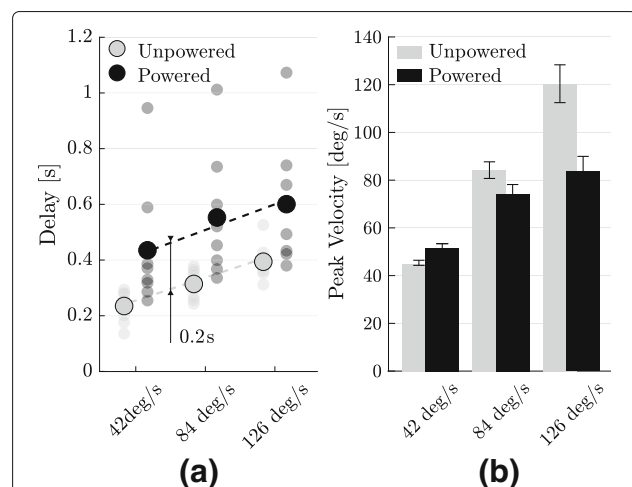 1.2
1
0.8
0.6
0.4
0.2
0
Delay [s]
Unpowered
Powered
0.2s
42deg/s
84 deg/s
126 deg/s
(a)
140
120
100
80
60
40
20
0
Peak Velocity [deg/s]
Unpowered
Powered
42 deg/s
84 deg/s
126 deg/s
(b)